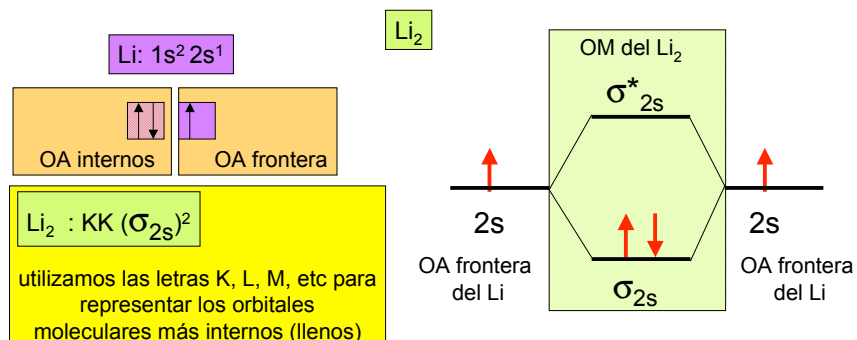 Li₂
Li: 1s² 2s¹
OA internos
OA frontera
Li₂ : KK (σ₂ₛ)²
utilizamos las letras K, L, M, etc para
representar los orbitales
moleculares más internos (llenos)
OM del Li₂
σ*₂ₛ
2s
2s
OA frontera
del Li
σ₂ₛ
OA frontera
del Li